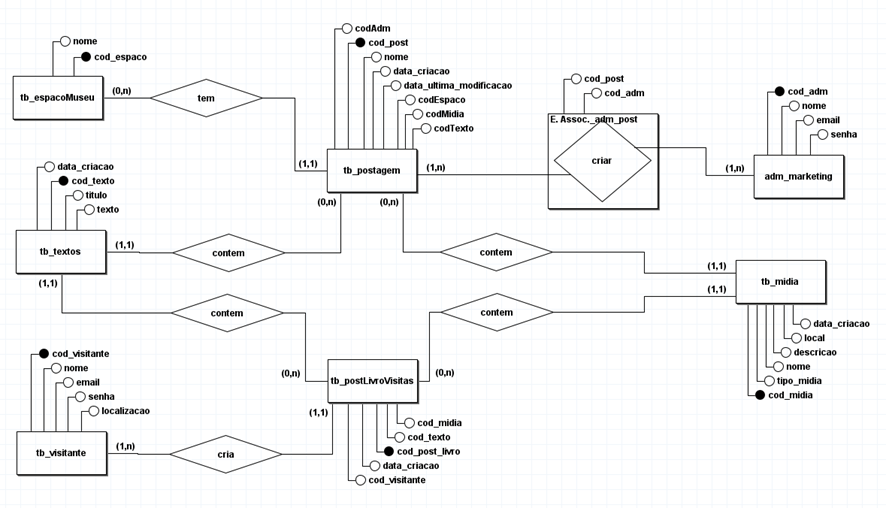 codAdm
cod_post
nome
data_criacao
data_ultima_modificacao
codEspaco
codMidia
codTexto
nome
cod_espaco
tb_espacoMuseu
(0,n)
tem
(1,1)
tb_postagem
(1,n)
(0,n)
(0,n)
cod_post
cod_adm
E. Assoc._adm_post
criar
cod_adm
nome
email
senha
(1,n)
adm_marketing
data_criacao
cod_texto
titulo
texto
tb_textos
(1,1)
contem
(1,1)
contem
contem
(1,1)
contem
(1,1)
tb_midia
data_criacao
local
descricao
nome
tipo_midia
cod_midia
(0,n)
tb_postLivroVisitas
(0,n)
(1,1)
cod_midia
cod_texto
cod_post_livro
data_criacao
cod_visitante
cod_visitante
nome
email
senha
localizacao
tb_visitante
(1,n)
cria